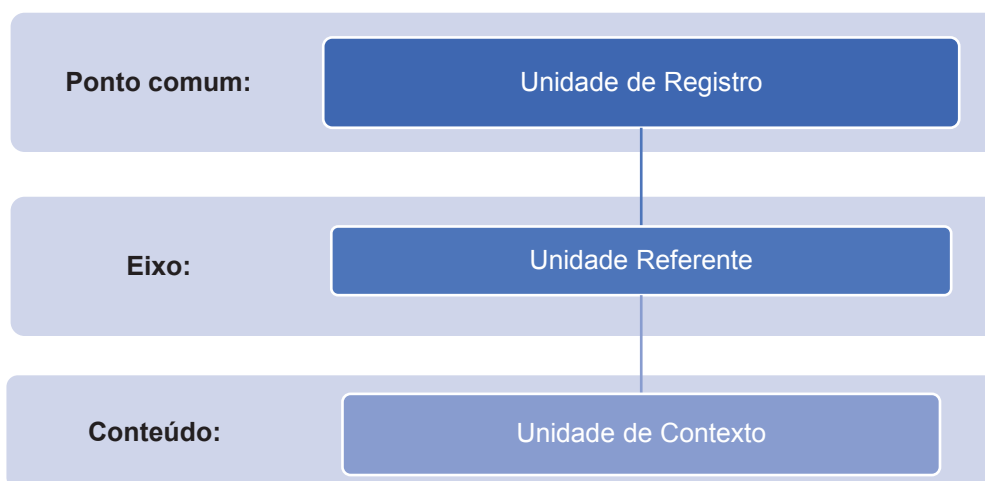 Ponto comum:
Unidade de Registro
Eixo:
Unidade Referente
Conteúdo:
Unidade de Contexto